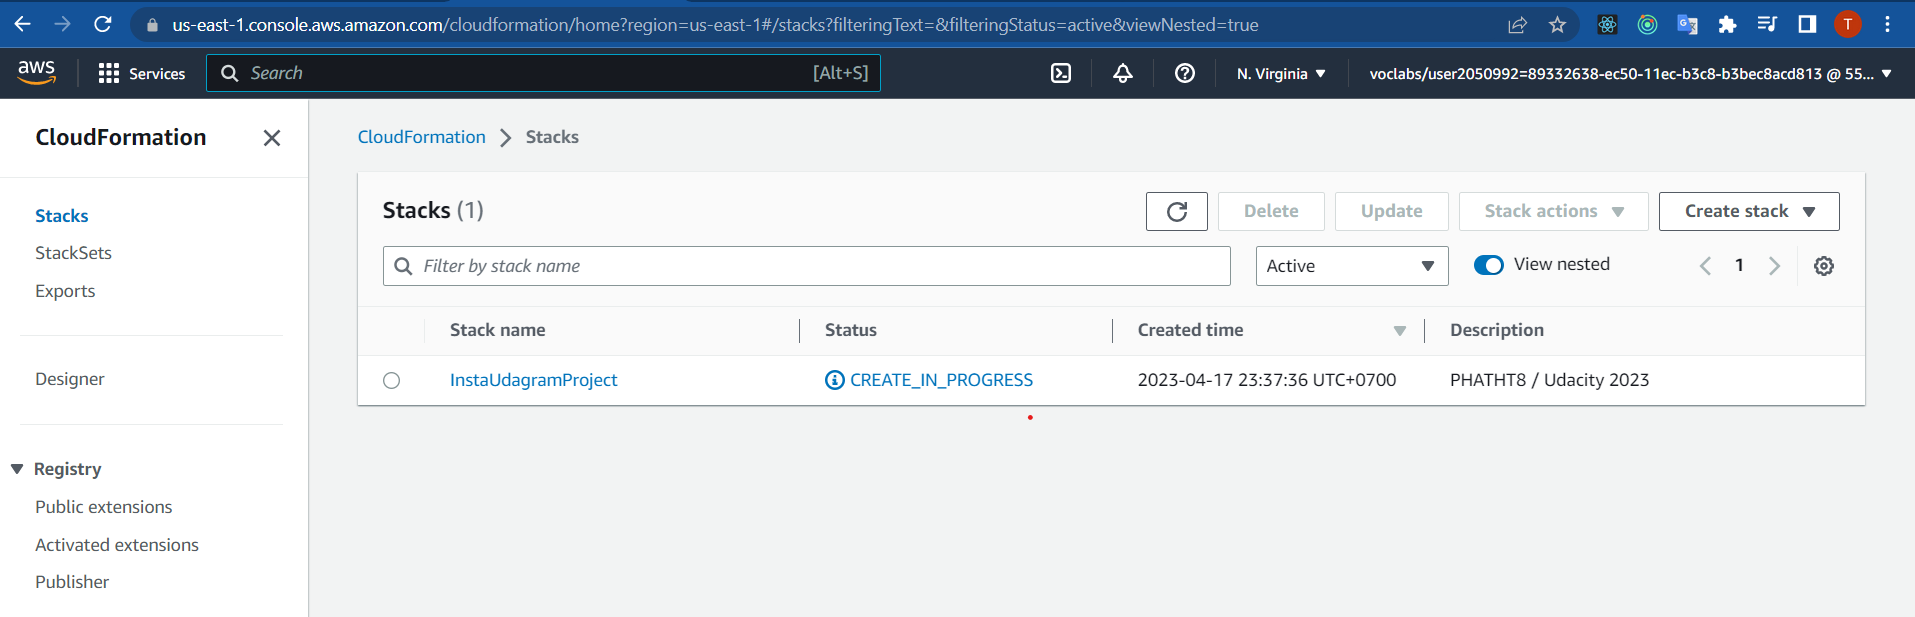 us-east-1.console.aws.amazon.com/cloudformation/home?region=us-east-1#/stacks?filteringText=&filteringStatus=active&viewNested=true
T
aws
Services
Search
[Alt+S]
N. Virginia
voclabs/user2050992=89332638-ec50-11ec-b3c8-b3bec8acd813 @ 55...
CloudFormation
CloudFormation > Stacks
Stacks
StackSets
Exports
Designer
Registry
Public extensions
Activated extensions
Publisher
Stacks (1)
Delete
Update
Stack actions
Create stack
Filter by stack name
Active
View nested
1
Stack name
Status
Created time
Description
InstaUdagramProject
CREATE_IN_PROGRESS
2023-04-17 23:37:36 UTC+0700
PHATHT8 / Udacity 2023